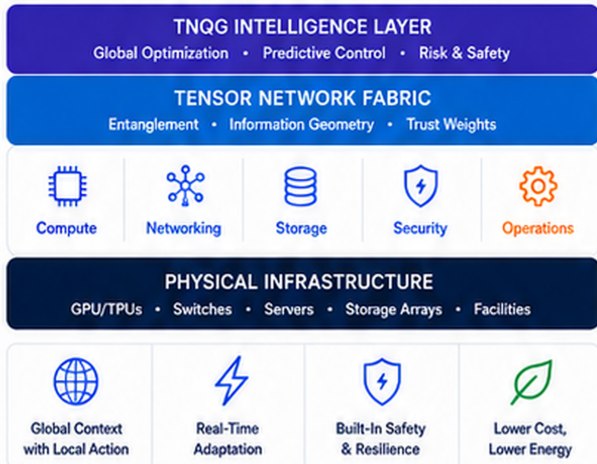 TNQG INTELLIGENCE LAYER
Global Optimization • Predictive Control • Risk & Safety
TENSOR NETWORK FABRIC
Entanglement • Information Geometry • Trust Weights
Compute
Networking
Storage
Security
Operations
PHYSICAL INFRASTRUCTURE
GPU/TPUs • Switches • Servers • Storage Arrays • Facilities
Global Context
with Local Action
Real-Time
Adaptation
Built-In Safety
& Resilience
Lower Cost,
Lower Energy